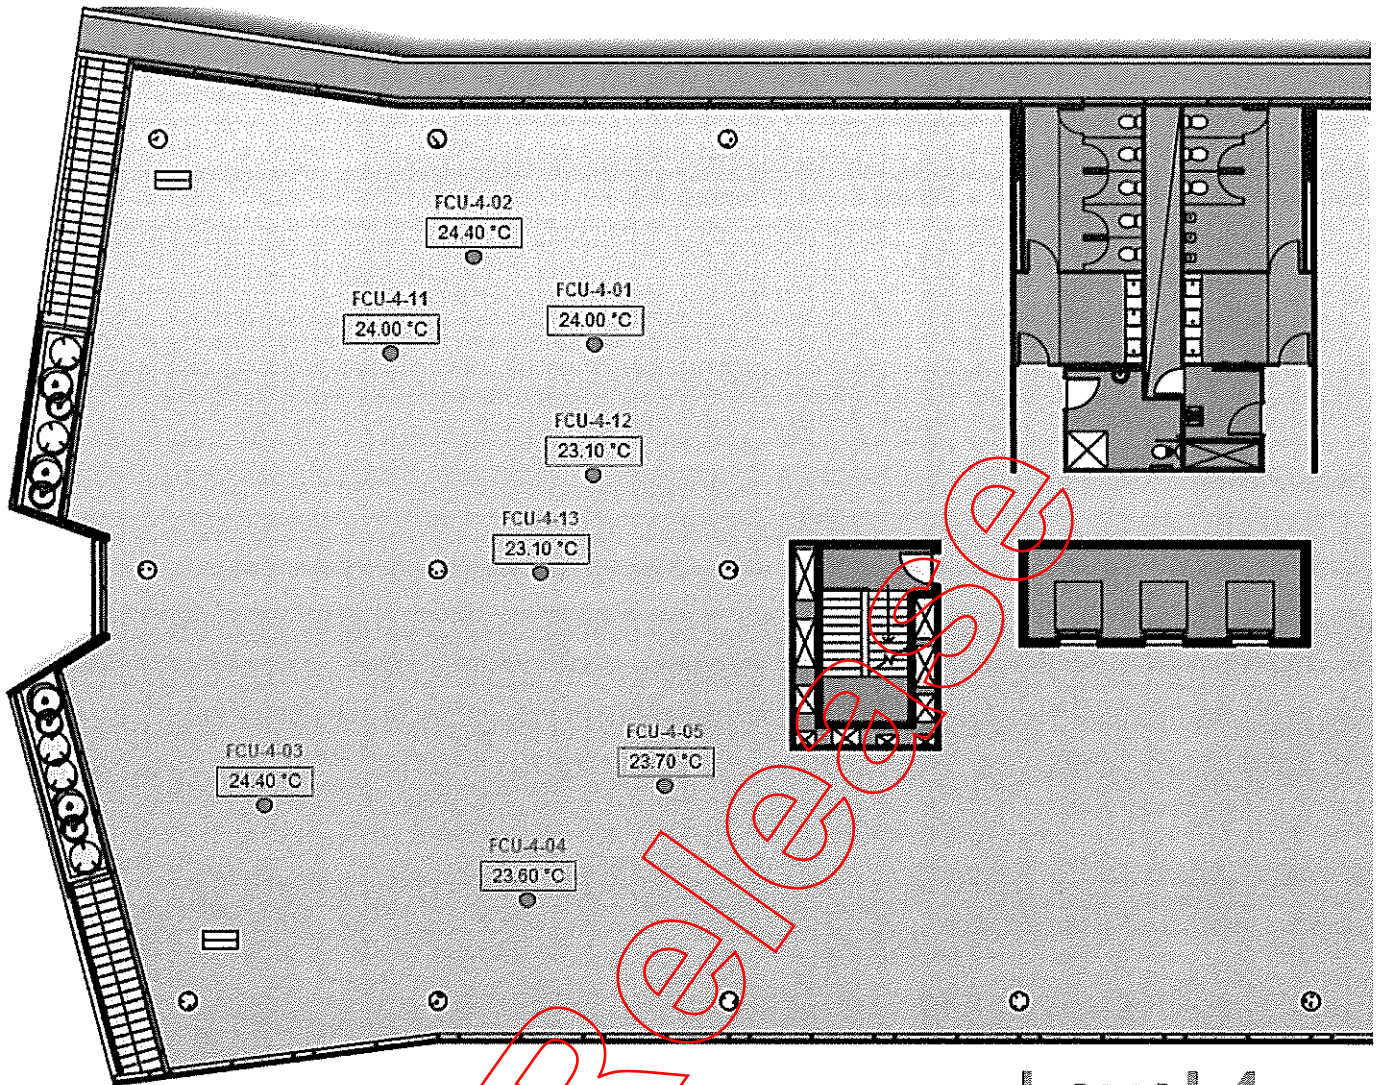 FCU-4-02
24.40 °C
FCU-4-01
24.00 °C
FCU-4-11
24.00 °C
FCU-4-12
23.10 °C
FCU-4-13
23.10 °C
FCU-4-05
23.70 °C
FCU-4-03
24.40 °C
FCU-4-04
23.60 °C
Release